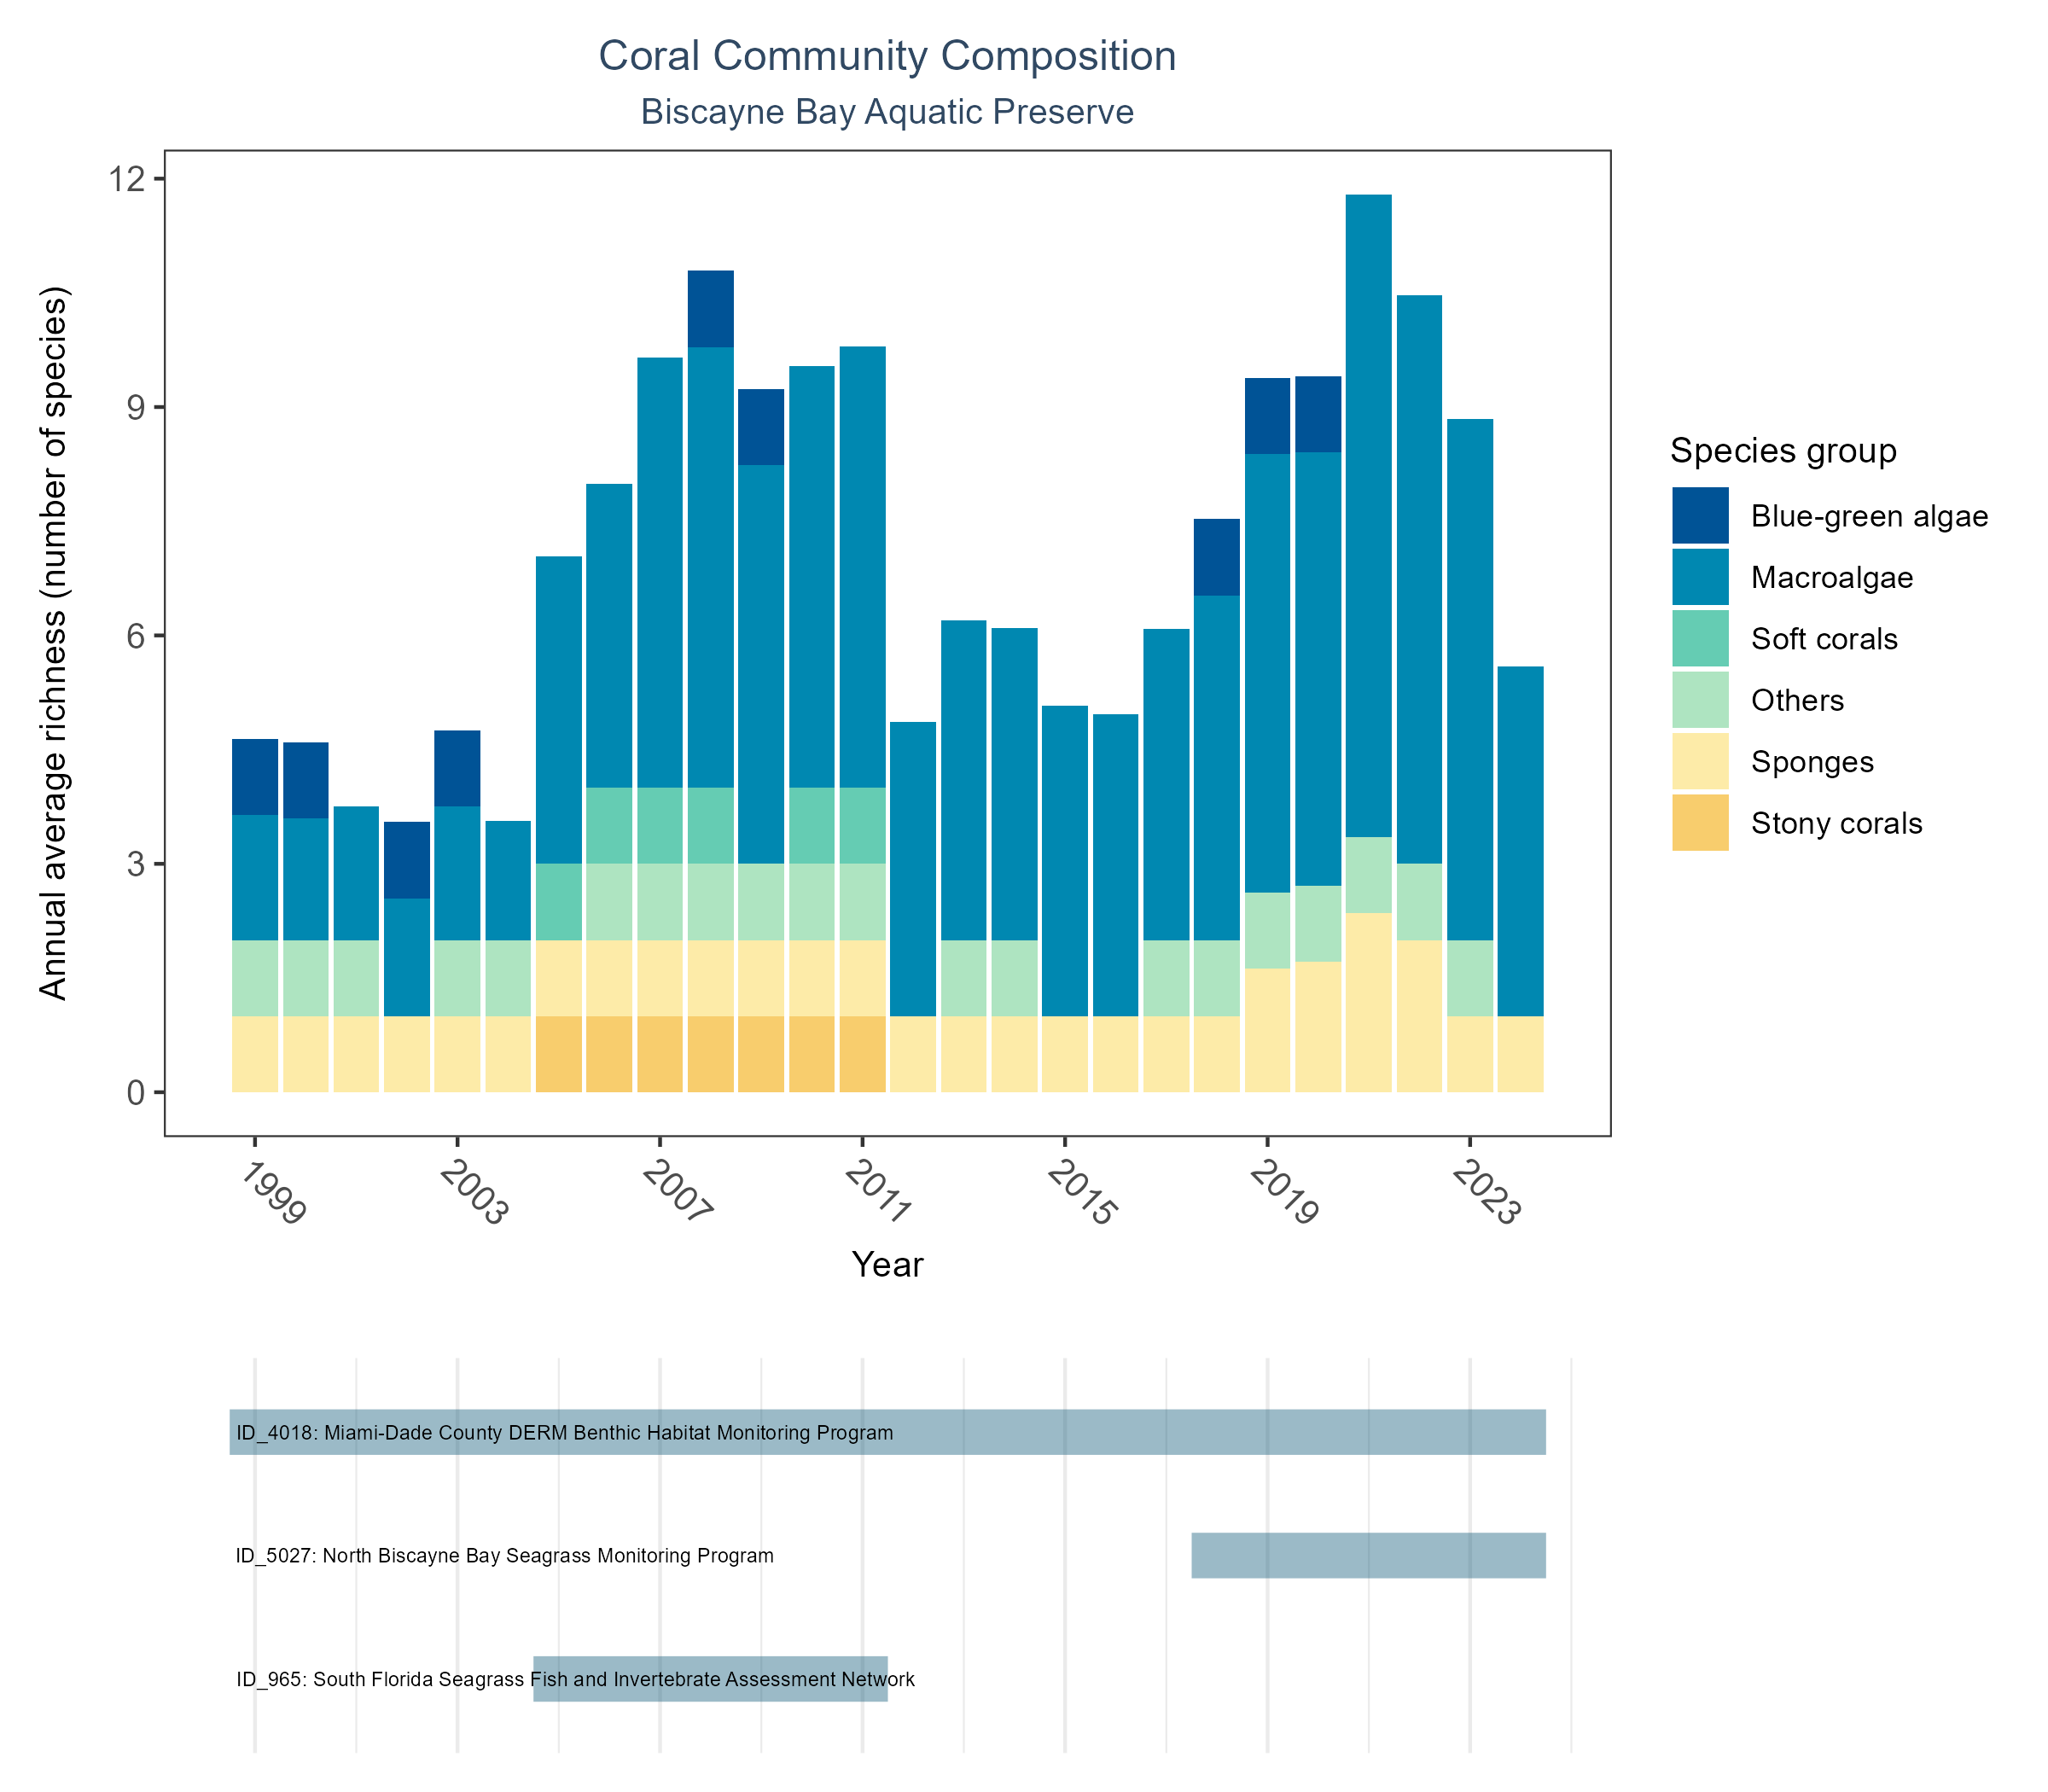 Coral Community Composition
Biscayne Bay Aquatic Preserve
Annual average richness (number of species)
12
9
6
3
0
1999
2003
2007
2011
2015
2019
2023
Year
Species group
Blue-green algae
Macroalgae
Soft corals
Others
Sponges
Stony corals
ID_4018: Miami-Dade County DERM Benthic Habitat Monitoring Program
ID_5027: North Biscayne Bay Seagrass Monitoring Program
ID_965: South Florida Seagrass Fish and Invertebrate Assessment Network